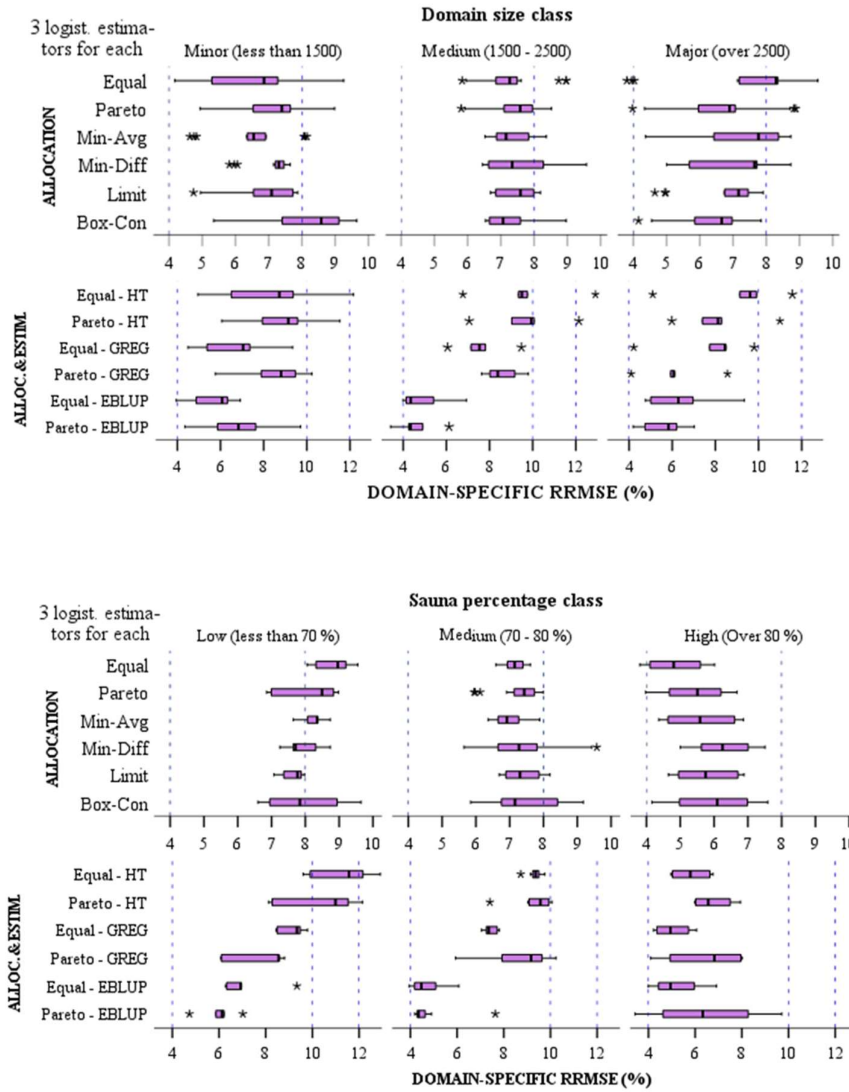 Domain size class
3 logist. estima-
tors for each
Minor (less than 1500) Medium (1500 - 2500) Major (over 2500)
ALLOCATION
Equal
Pareto
Min-Avg
Min-Diff
Limit
Box-Con
4 5 6 7 8 9 10 4 5 6 7 8 9 10 4 5 6 7 8 9 10
ALLOC.&ESTIM.
Equal - HT
Pareto - HT
Equal - GREG
Pareto - GREG
Equal - EBLUP
Pareto - EBLUP
4 6 8 10 12 4 6 8 10 12 4 6 8 10 12
DOMAIN-SPECIFIC RRMSE (%)
Sauna percentage class
3 logist. estima-
tors for each
Low (less than 70 %) Medium (70 - 80 %) High (Over 80 %)
ALLOCATION
Equal
Pareto
Min-Avg
Min-Diff
Limit
Box-Con
4 5 6 7 8 9 10 4 5 6 7 8 9 10 4 5 6 7 8 9 10
ALLOC.&ESTIM.
Equal - HT
Pareto - HT
Equal - GREG
Pareto - GREG
Equal - EBLUP
Pareto - EBLUP
4 6 8 10 12 4 6 8 10 12 4 6 8 10 12
DOMAIN-SPECIFIC RRMSE (%)